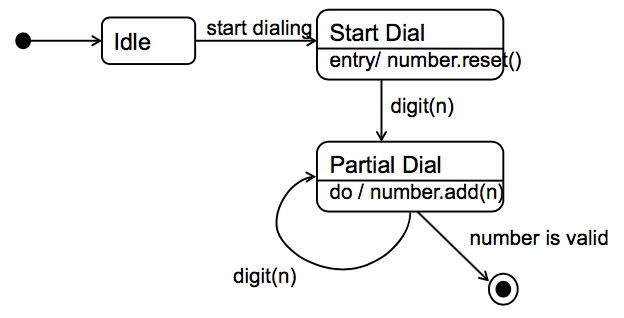 Idle
start dialing
Start Dial
entry/ number.reset()
digit(n)
Partial Dial
do / number.add(n)
number is valid
digit(n)